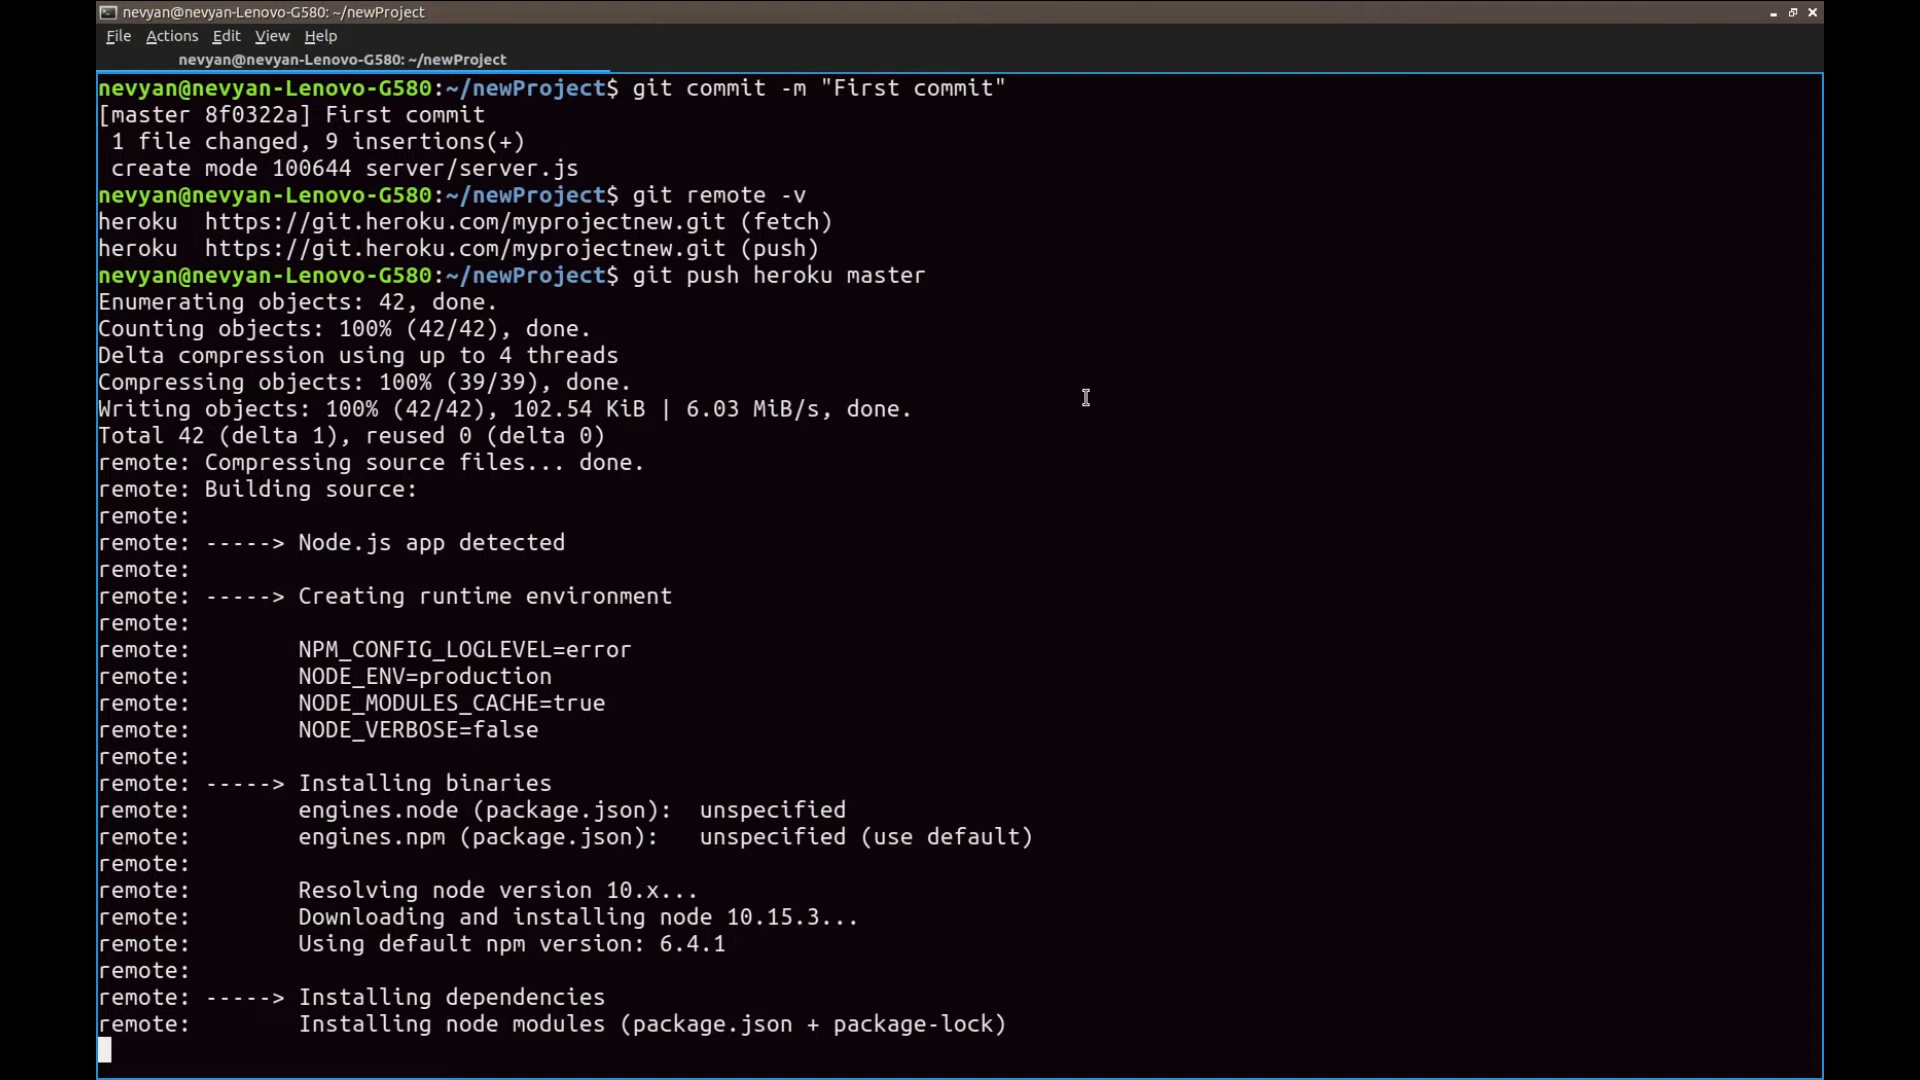 nevyan@nevyan-Lenovo-G580: ~/newProject
File Actions Edit View Help
nevyan@nevyan-Lenovo-G580: ~/newProject
nevyan@nevyan-Lenovo-G580:~/newProject$ git commit -m "First commit"
[master 8f0322a] First commit
 1 file changed, 9 insertions(+)
 create mode 100644 server/server.js
nevyan@nevyan-Lenovo-G580:~/newProject$ git remote -v
heroku  https://git.heroku.com/myprojectnew.git (fetch)
heroku  https://git.heroku.com/myprojectnew.git (push)
nevyan@nevyan-Lenovo-G580:~/newProject$ git push heroku master
Enumerating objects: 42, done.
Counting objects: 100% (42/42), done.
Delta compression using up to 4 threads
Compressing objects: 100% (39/39), done.
Writing objects: 100% (42/42), 102.54 KiB | 6.03 MiB/s, done.
Total 42 (delta 1), reused 0 (delta 0)
remote: Compressing source files... done.
remote: Building source:
remote:
remote: -----> Node.js app detected
remote:
remote: -----> Creating runtime environment
remote:
remote:        NPM_CONFIG_LOGLEVEL=error
remote:        NODE_ENV=production
remote:        NODE_MODULES_CACHE=true
remote:        NODE_VERBOSE=false
remote:
remote: -----> Installing binaries
remote:        engines.node (package.json):  unspecified
remote:        engines.npm (package.json):   unspecified (use default)
remote:
remote:        Resolving node version 10.x...
remote:        Downloading and installing node 10.15.3...
remote:        Using default npm version: 6.4.1
remote:
remote: -----> Installing dependencies
remote:        Installing node modules (package.json + package-lock)